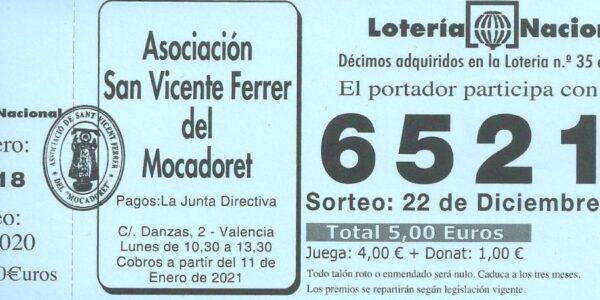 Nacional
ero:
18
eo:
020
0€uros
ASOCIACIÓ DE SANT VICENT FERRER
DEL "MOCADORET"
Asociación
San Vicente Ferrer
del
Mocadoret
Pagos:La Junta Directiva
C/. Danzas, 2 - Valencia
Lunes de 10,30 a 13,30
Cobros a partir del 11 de
Enero de 2021
Lotería Nacion
Décimos adquiridos en la Loteria n.º 35 d
El portador participa con
6521
Sorteo: 22 de Diciembre
Total 5,00 Euros
Juega: 4,00 € + Donat: 1,00 €
Todo talón roto o enmendado será nulo. Caduca a los tres meses.
Los premios se repartirán según legislación vigente.